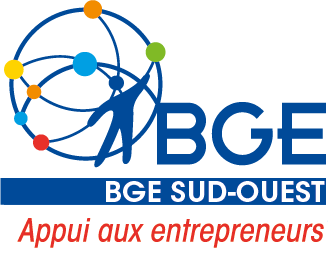 BGE
BGE SUD-OUEST
Appui aux entrepreneurs